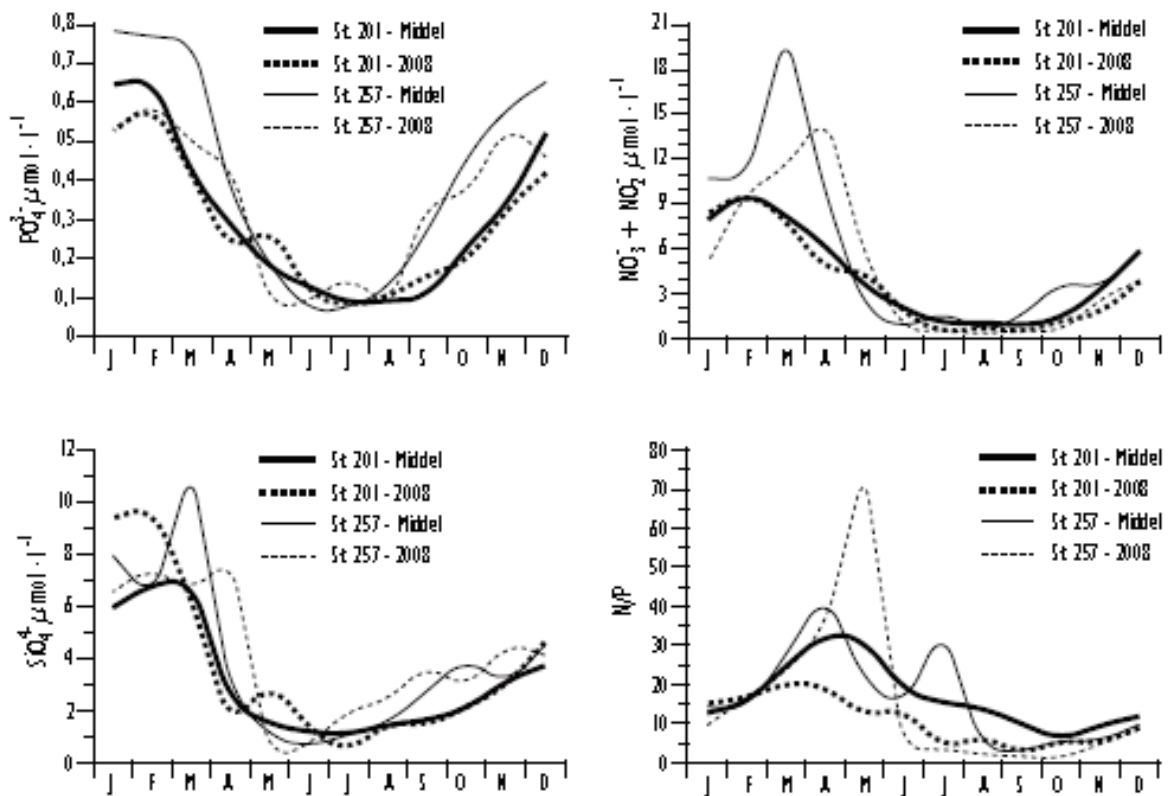 PO₄³⁻ μmol · l⁻¹
0,8
0,7
0,6
05
0,4
0,3
0,2
0,1
0
St. 201 - Middel
St. 201 - 2008
St. 257 - Middel
St. 257 - 2008
J F M A M J J A S O N D
NO₃⁻ + NO₂⁻ μmol · l⁻¹
21
18
15
12
9
6
3
0
St. 201 - Middel
St. 201 - 2008
St. 257 - Middel
St. 257 - 2008
J F M A M J J A S O N D
SiO₄⁴⁻ μmol · l⁻¹
12
10
8
6
4
2
0
St 201 - Middel
St 201 - 2008
St 257 - Middel
St 257 - 2008
J F M A M J J A S O N D
N/P
80
70
60
50
40
30
20
10
0
St 201 - Middel
St 201 - 2008
St 257 - Middel
St 257 - 2008
J F M A M J J A S O N D